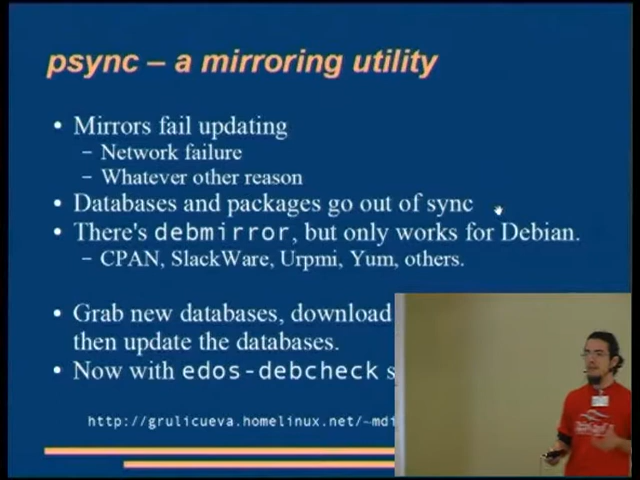 psync – a mirroring utility
• Mirrors fail updating
– Network failure
– Whatever other reason
• Databases and packages go out of sync
• There's debmirror, but only works for Debian.
– CPAN, SlackWare, Urpmi, Yum, others.
• Grab new databases, download
then update the databases.
• Now with edos-debcheck s
http://grulicueva.homelinux.net/~mdi